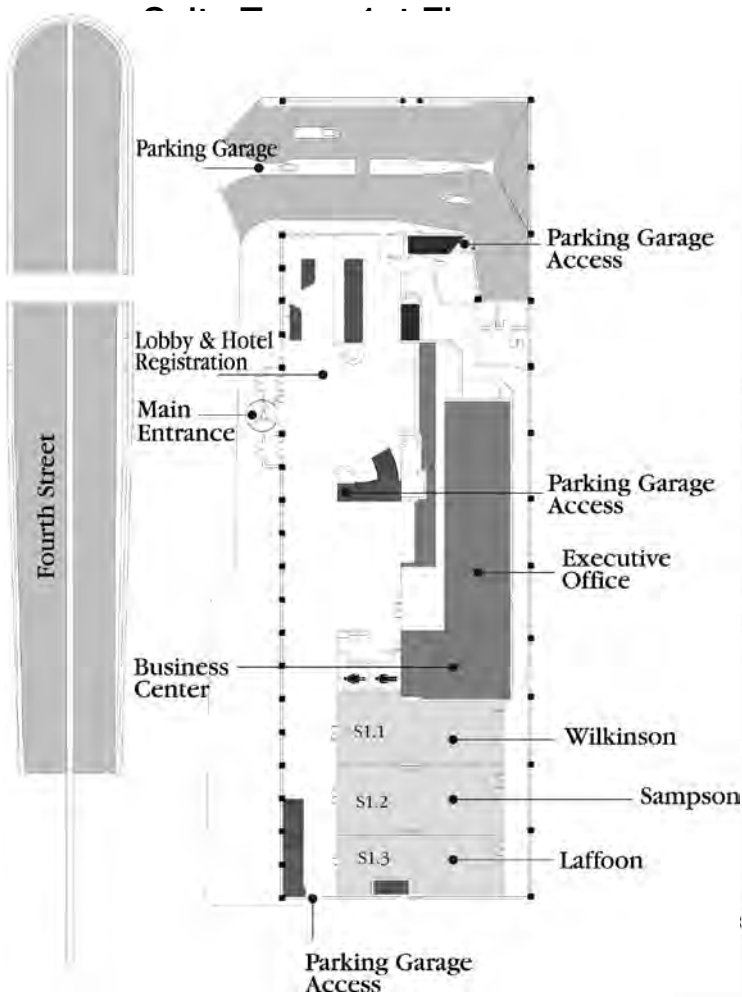 Parking Garage
Parking Garage
Access
Lobby & Hotel
Registration
Main
Entrance
Fourth Street
Parking Garage
Access
Executive
Office
Business
Center
S1.1
Wilkinson
S1.2
Sampson
S1.3
Laffoon
Parking Garage
Access